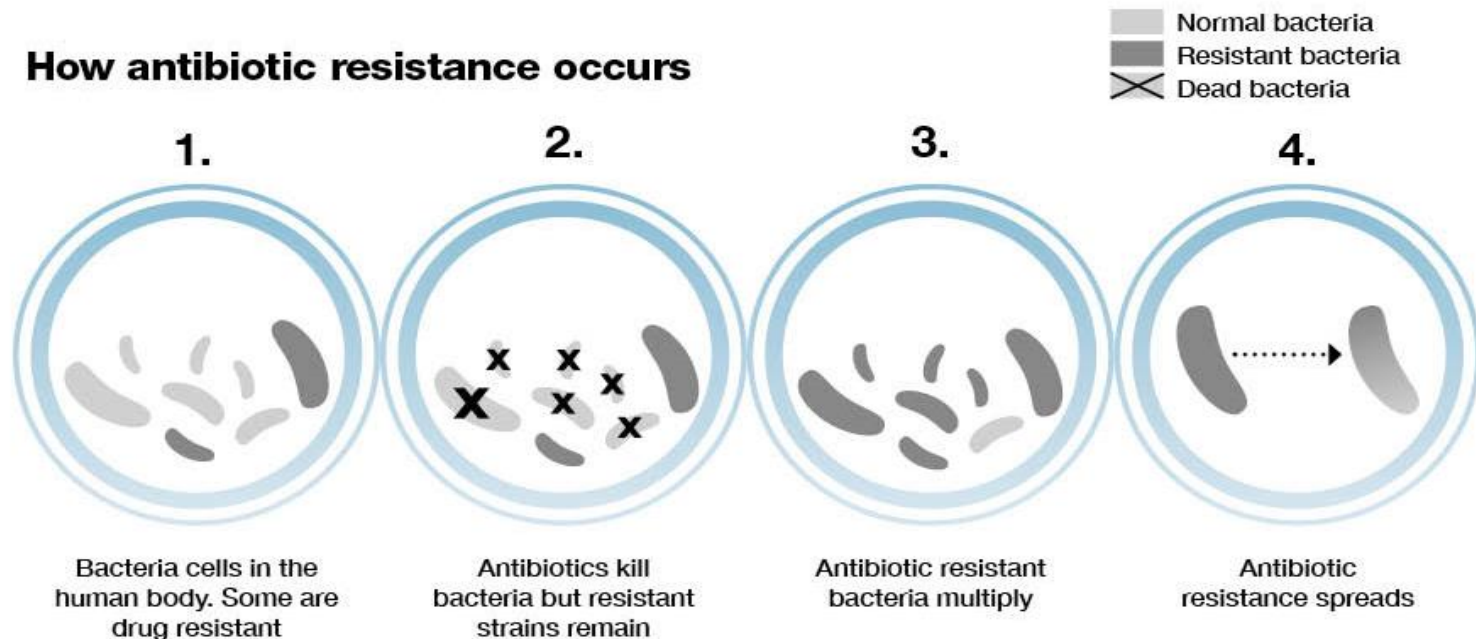 How antibiotic resistance occurs
Normal bacteria
Resistant bacteria
Dead bacteria
1.
2.
3.
4.
x
x
x
x
x
x
Bacteria cells in the
human body. Some are
drug resistant
Antibiotics kill
bacteria but resistant
strains remain
Antibiotic resistant
bacteria multiply
Antibiotic
resistance spreads